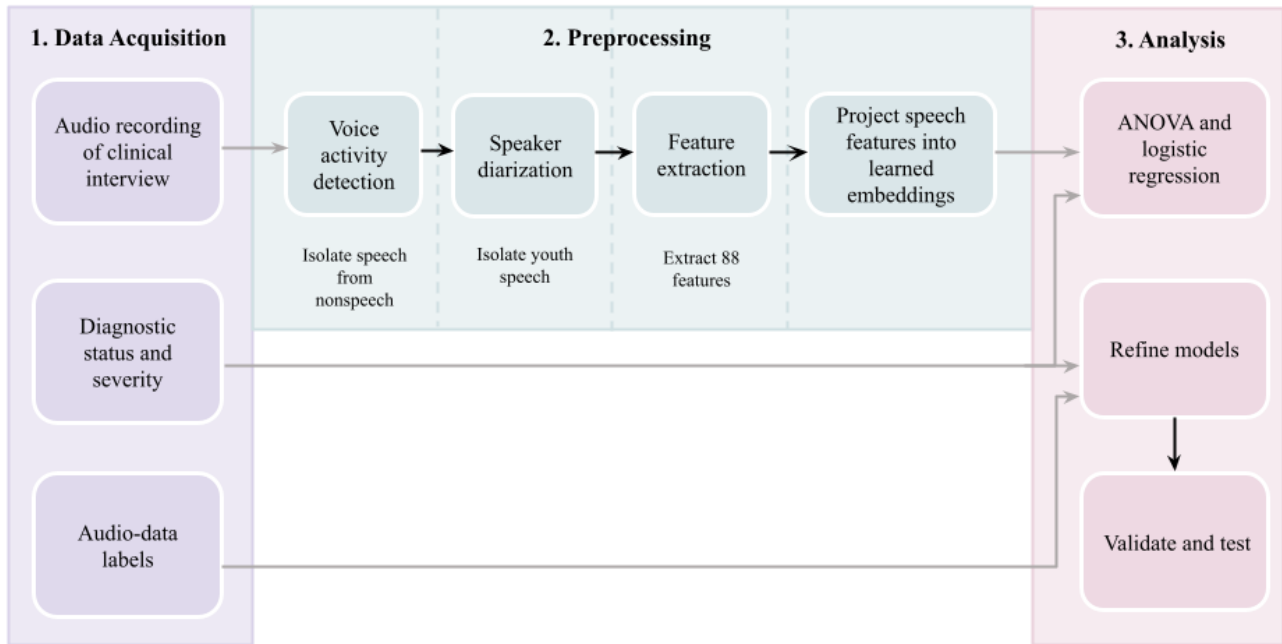 1. Data Acquisition
2. Preprocessing
3. Analysis
Audio recording
of clinical
interview
Voice
activity
detection
Speaker
diarization
Feature
extraction
Project speech
features into
learned
embeddings
ANOVA and
logistic
regression
Isolate speech
from
nonspeech
Isolate youth
speech
Extract 88
features
Diagnostic
status and
severity
Refine models
Audio-data
labels
Validate and test